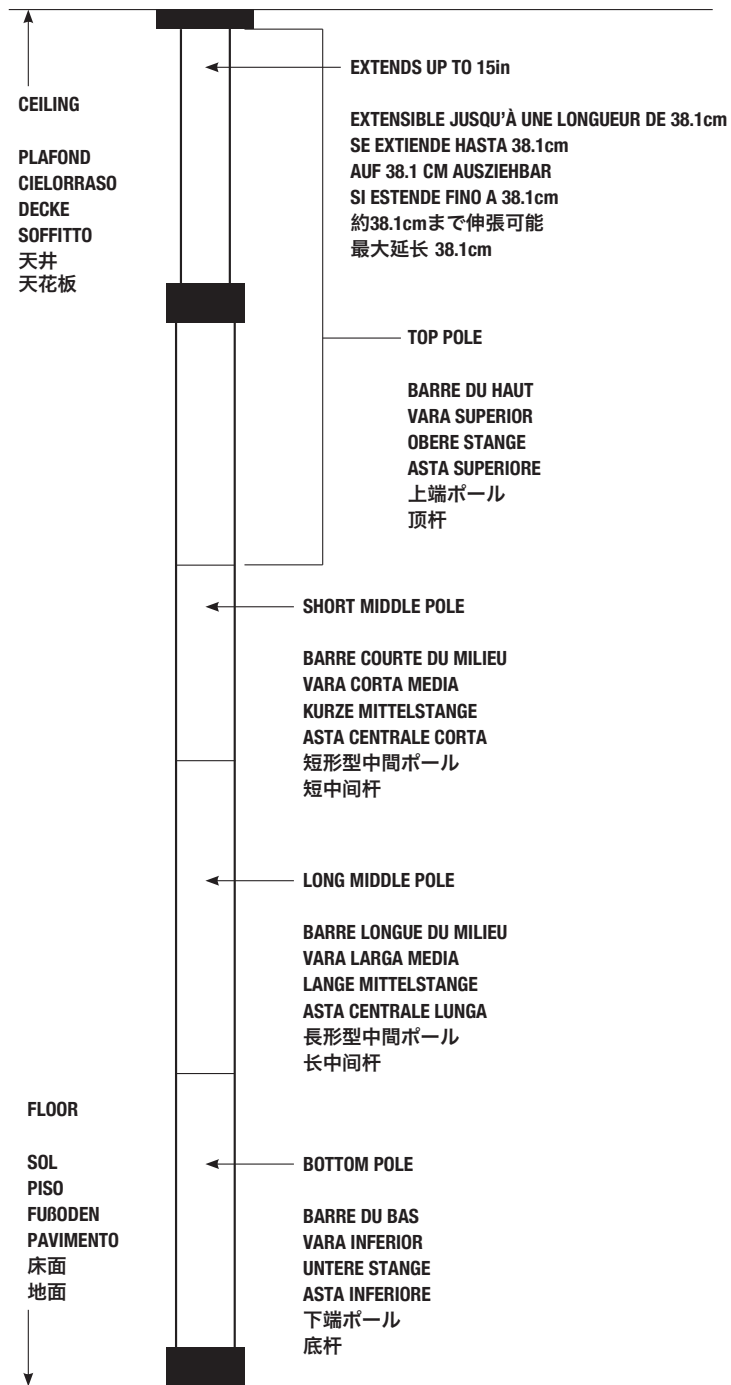 CEILING
PLAFOND
CIELORRASO
DECKE
SOFFITTO
天井
天花板
EXTENDS UP TO 15in
EXTENSIBLE JUSQU’À UNE LONGUEUR DE 38.1cm
SE EXTIENDE HASTA 38.1cm
AUF 38.1 CM AUSZIEHBAR
SI ESTENDE FINO A 38.1cm
約38.1cmまで伸張可能
最大延长 38.1cm
TOP POLE
BARRE DU HAUT
VARA SUPERIOR
OBERE STANGE
ASTA SUPERIORE
上端ポール
顶杆
SHORT MIDDLE POLE
BARRE COURTE DU MILIEU
VARA CORTA MEDIA
KURZE MITTELSTANGE
ASTA CENTRALE CORTA
短形型中間ポール
短中间杆
LONG MIDDLE POLE
BARRE LONGUE DU MILIEU
VARA LARGA MEDIA
LANGE MITTELSTANGE
ASTA CENTRALE LUNGA
長形型中間ポール
长中间杆
FLOOR
SOL
PISO
FUßODEN
PAVIMENTO
床面
地面
BOTTOM POLE
BARRE DU BAS
VARA INFERIOR
UNTERE STANGE
ASTA INFERIORE
下端ポール
底杆